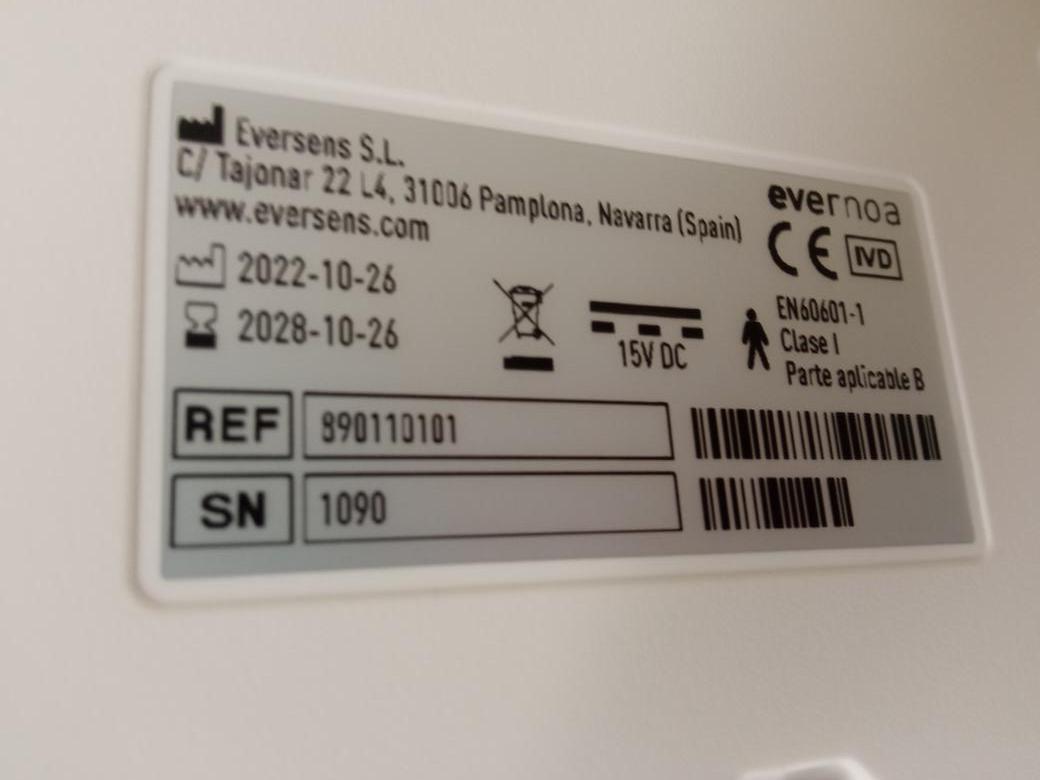 Eversens S.L.
C/ Tajonar 22 L4, 31006 Pamplona, Navarra (Spain)
www.eversens.com
evernoa
CE IVD
2022-10-26
2028-10-26
15V DC
EN60601-1
Clase I
Parte aplicable B
REF 890110101
SN 1090